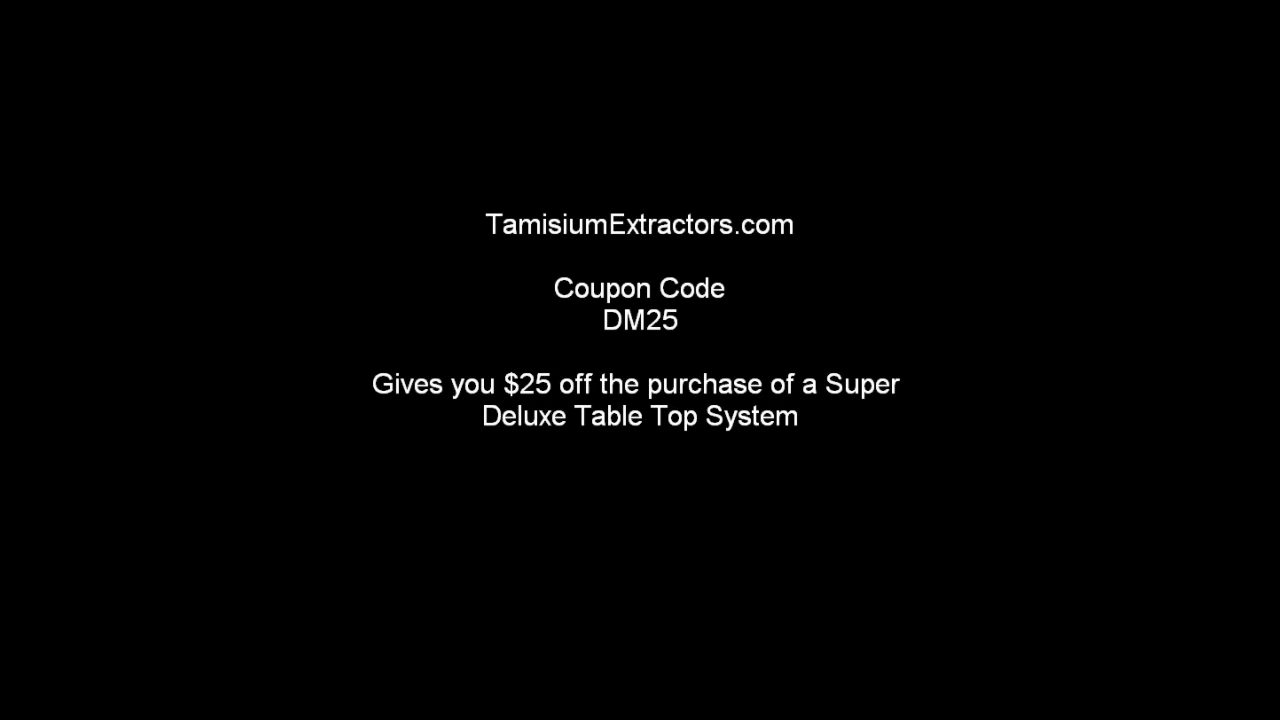 TamisiumExtractors.com
Coupon Code
DM25
Gives you $25 off the purchase of a Super
Deluxe Table Top System